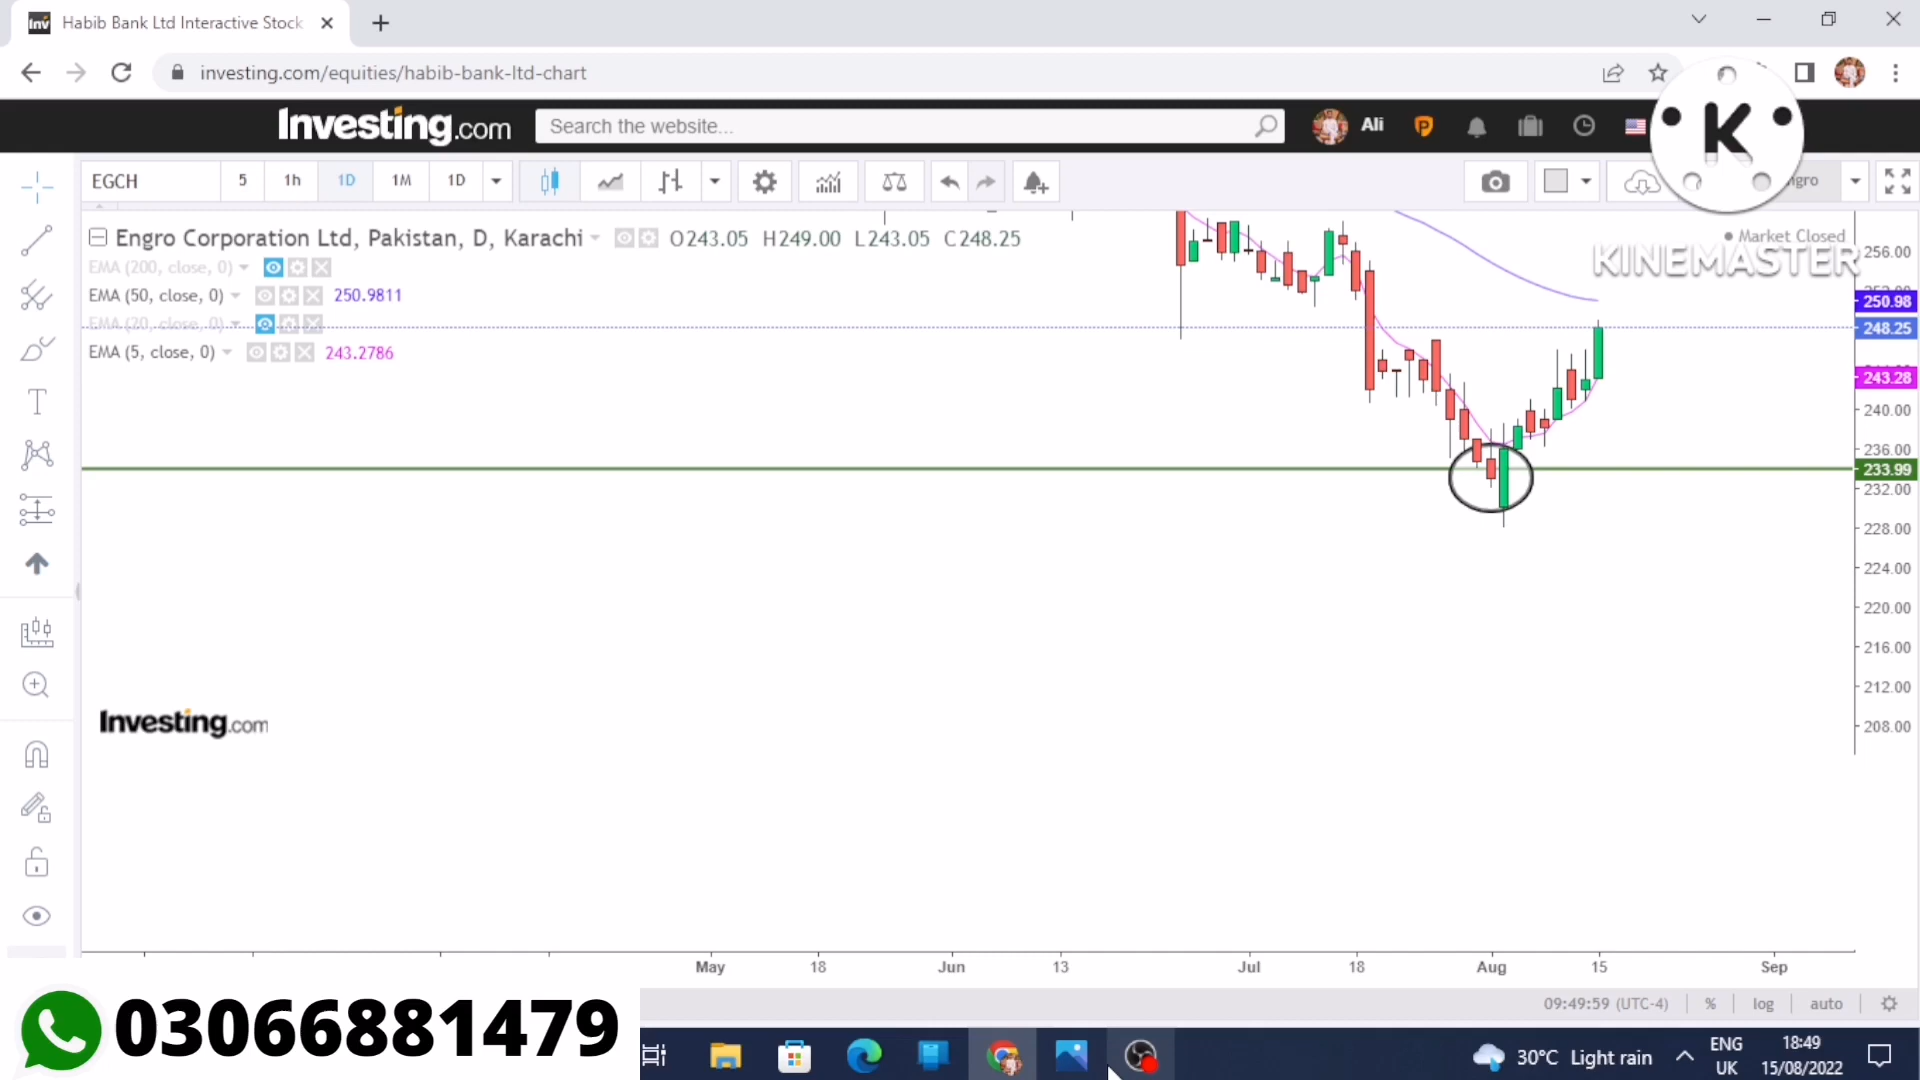 Inv Habib Bank Ltd Interactive Stock
investing.com/equities/habib-bank-ltd-chart
Investing.com Search the website... Ali
K
EGCH 5 1h 1D 1M 1D
Engro Corporation Ltd, Pakistan, D, Karachi O243.05 H249.00 L243.05 C248.25
Market Closed
KINEMASTER
EMA (200, close, 0)
EMA (50, close, 0) 250.9811
EMA (20, close, 0)
EMA (5, close, 0) 243.2786
256.00
250.98
248.25
243.28
240.00
236.00
233.99
232.00
228.00
224.00
220.00
216.00
212.00
208.00
Investing.com
May 18 Jun 13 Jul 18 Aug 15 Sep
09:49:59 (UTC-4) % log auto
03066881479
30°C Light rain
ENG
UK
18:49
15/08/2022